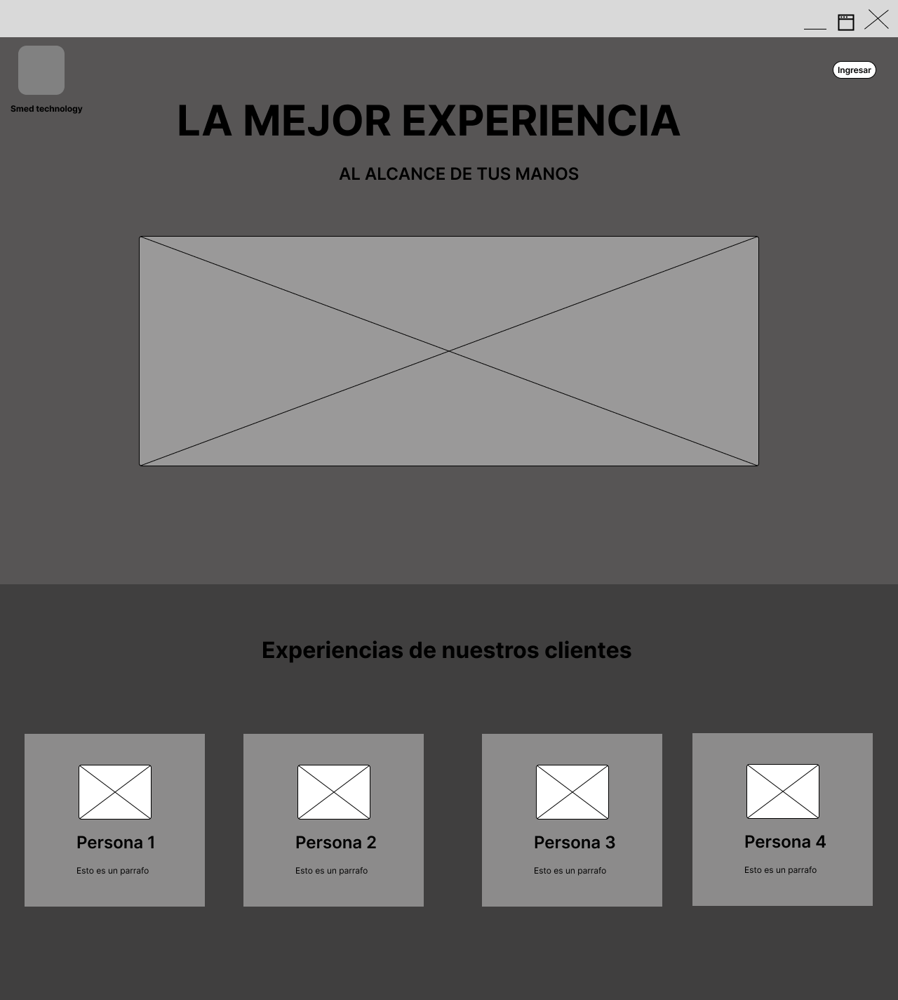 Ingresar
Smed technology
LA MEJOR EXPERIENCIA
AL ALCANCE DE TUS MANOS
Experiencias de nuestros clientes
Persona 1
Esto es un parrafo
Persona 2
Esto es un parrafo
Persona 3
Esto es un parrafo
Persona 4
Esto es un parrafo